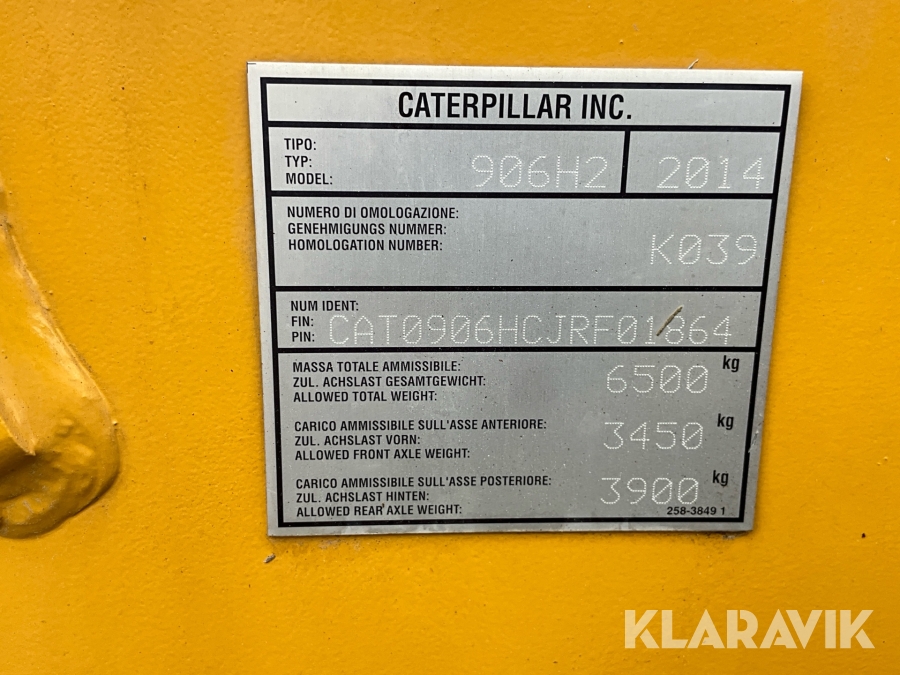 CATERPILLAR INC.
TIPO:
TYP:
MODEL: 906H2 2014
NUMERO DI OMOLOGAZIONE:
GENEHMIGUNGS NUMMER:
HOMOLOGATION NUMBER: K039
NUM IDENT:
FIN:
PIN: CAT0906HCJRF01864
MASSA TOTALE AMMISSIBILE:
ZUL. ACHSLAST GESAMTGEWICHT: 6500 kg
ALLOWED TOTAL WEIGHT:
CARICO AMMISSIBILE SULL'ASSE ANTERIORE:
ZUL. ACHSLAST VORN: 3450 kg
ALLOWED FRONT AXLE WEIGHT:
CARICO AMMISSIBILE SULL'ASSE POSTERIORE:
ZUL. ACHSLAST HINTEN: 3900 kg
ALLOWED REAR AXLE WEIGHT:
258-3849 1
KLARAVIK